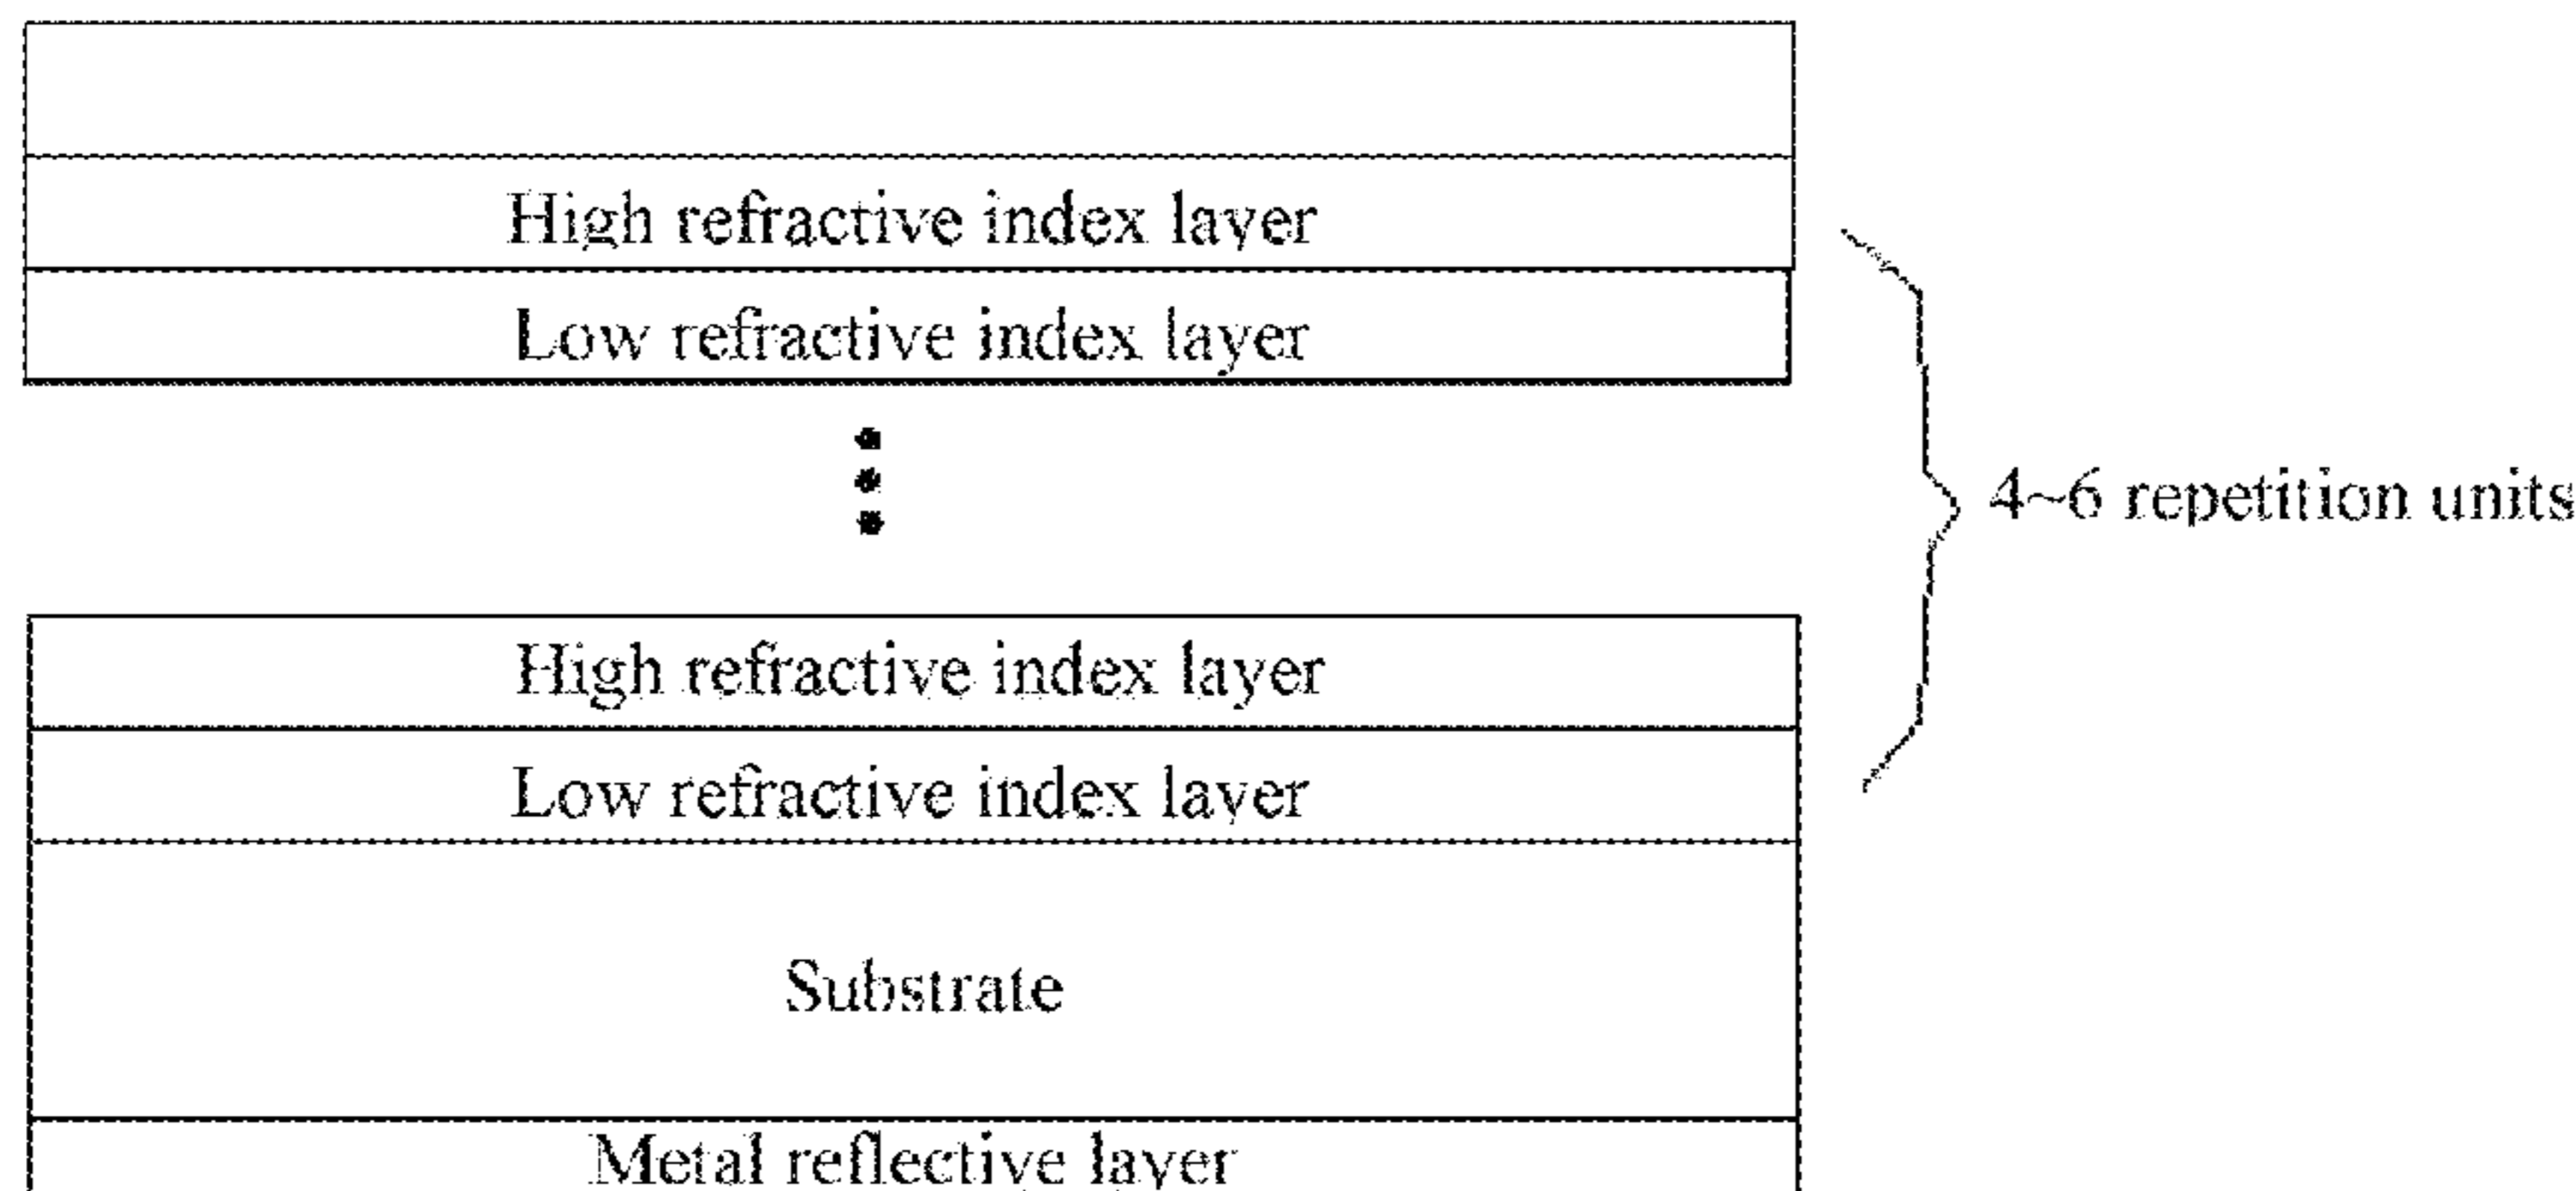 High refractive index layer
Low refractive index layer
4~6 repetition units
High refractive index layer
Low refractive index layer
Substrate
Metal reflective layer